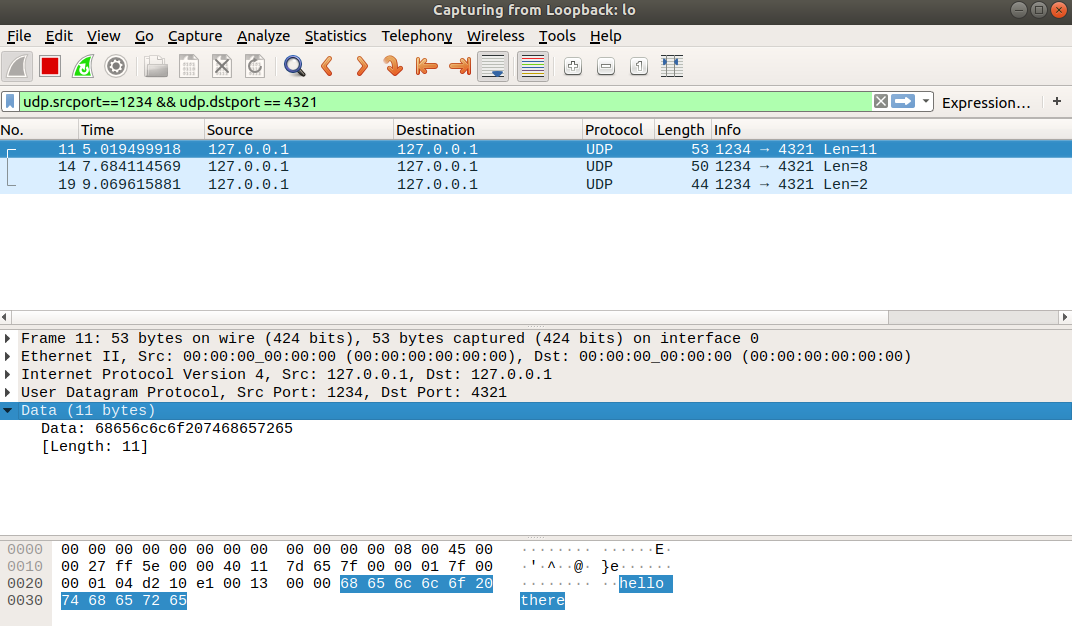 Capturing from Loopback: lo
File Edit View Go Capture Analyze Statistics Telephony Wireless Tools Help
udp.srcport==1234 && udp.dstport == 4321 Expression… +
No. Time Source Destination Protocol Length Info
11 5.019499918 127.0.0.1 127.0.0.1 UDP 53 1234 → 4321 Len=11
14 7.684114569 127.0.0.1 127.0.0.1 UDP 50 1234 → 4321 Len=8
19 9.069615881 127.0.0.1 127.0.0.1 UDP 44 1234 → 4321 Len=2
Frame 11: 53 bytes on wire (424 bits), 53 bytes captured (424 bits) on interface 0
Ethernet II, Src: 00:00:00_00:00:00 (00:00:00:00:00:00), Dst: 00:00:00_00:00:00 (00:00:00:00:00:00)
Internet Protocol Version 4, Src: 127.0.0.1, Dst: 127.0.0.1
User Datagram Protocol, Src Port: 1234, Dst Port: 4321
Data (11 bytes)
Data: 68656c6c6f207468657265
[Length: 11]
0000 00 00 00 00 00 00 00 00 00 00 00 00 08 00 45 00 ········ ······E·
0010 00 27 ff 5e 00 00 40 11 7d 65 7f 00 00 01 7f 00 ·'·^··@· }e······
0020 00 01 04 d2 10 e1 00 13 00 00 68 65 6c 6c 6f 20 ········ ··hello
0030 74 68 65 72 65 there